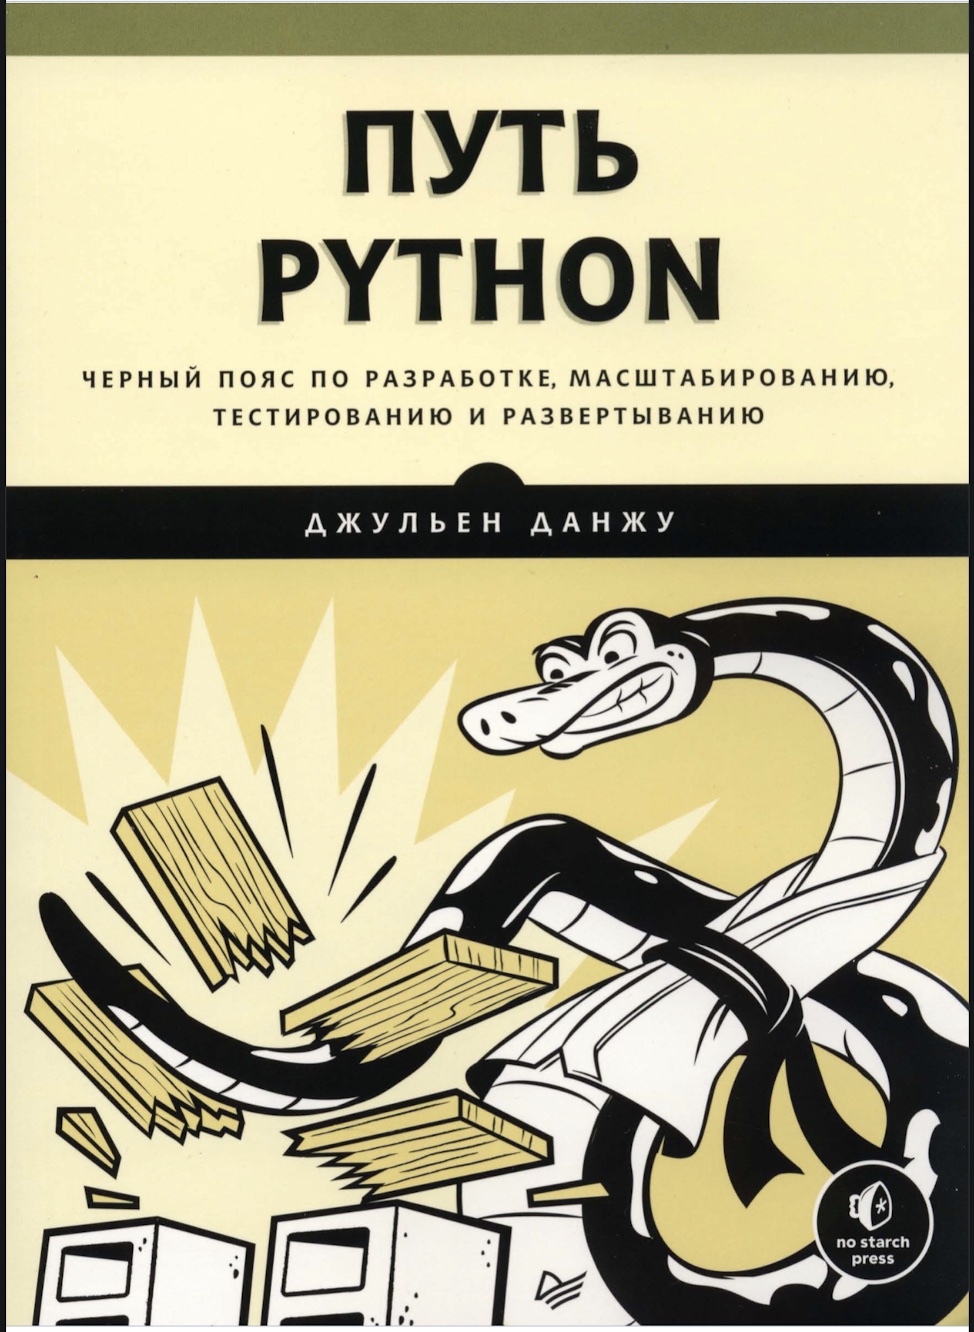 ПУТЬ
PYTHON
ЧЕРНЫЙ ПОЯС ПО РАЗРАБОТКЕ, МАСШТАБИРОВАНИЮ,
ТЕСТИРОВАНИЮ И РАЗВЕРТЫВАНИЮ
ДЖУЛЬЕН ДАНЖУ
no starch
press